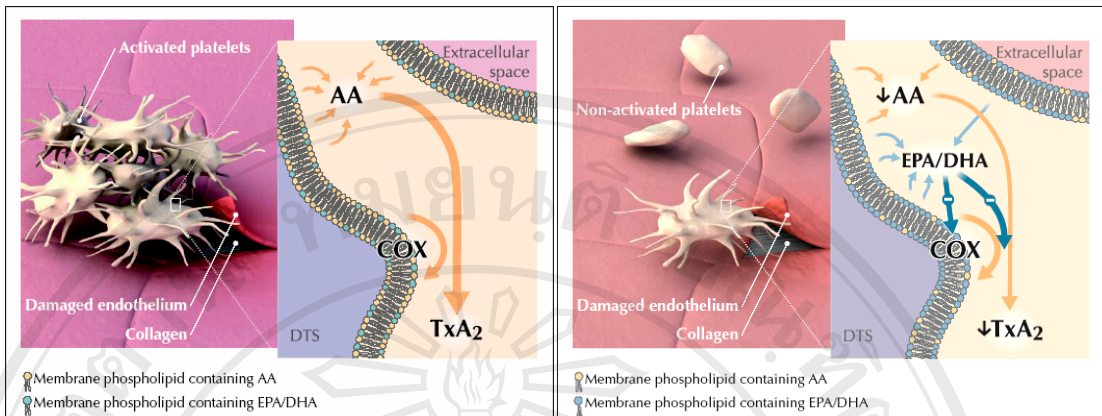 Activated platelets
Extracellular
space
AA
COX
Damaged endothelium
Collagen
DTS
TxA2
Membrane phospholipid containing AA
Membrane phospholipid containing EPA/DHA
Extracellular
space
↓AA
Non-activated platelets
EPA/DHA
COX
Damaged endothelium
Collagen
DTS
↓TxA2
Membrane phospholipid containing AA
Membrane phospholipid containing EPA/DHA